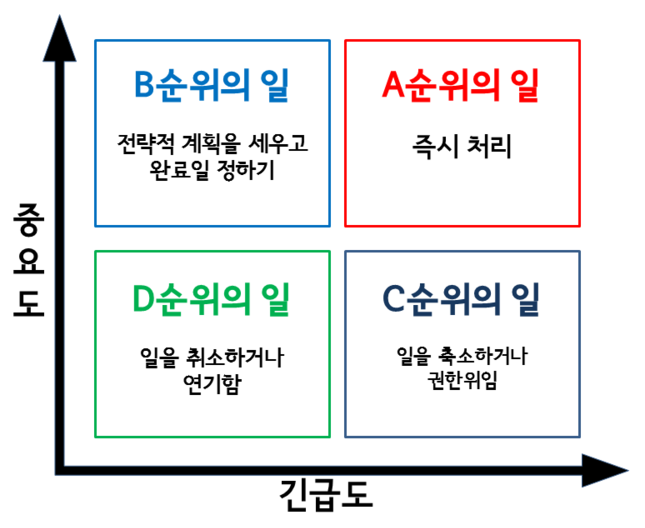 B순위의 일
전략적 계획을 세우고
완료일 정하기
A순위의 일
즉시 처리
중
요
도
D순위의 일
일을 취소하거나
연기함
C순위의 일
일을 축소하거나
권한위임
긴급도